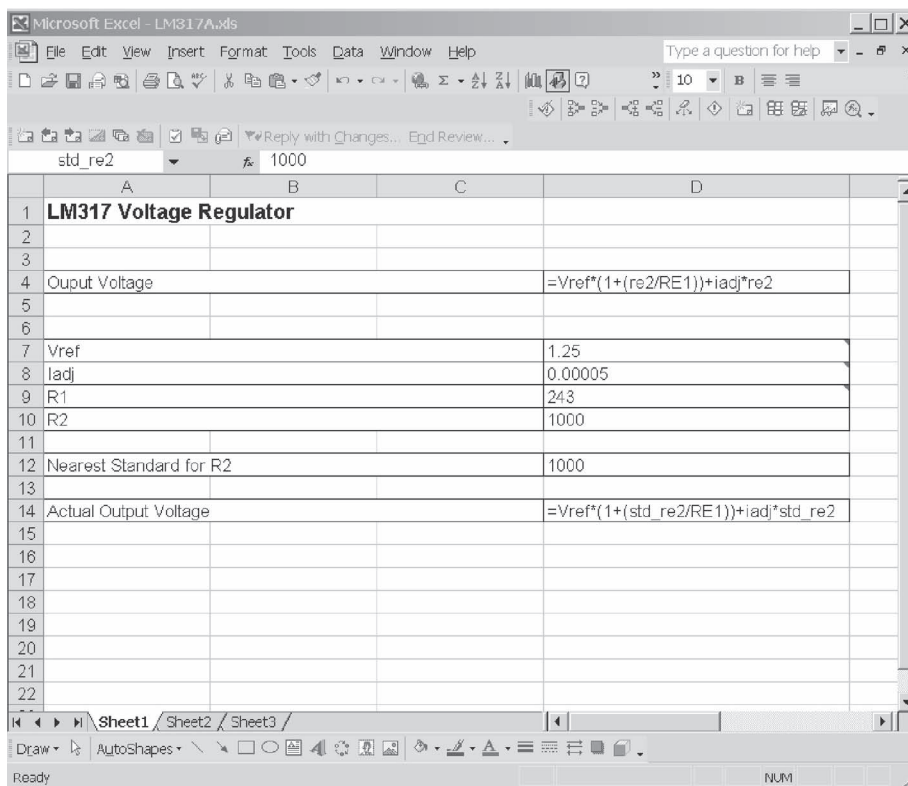 Microsoft Excel - LM317A.xls
File Edit View Insert Format Tools Data Window Help Type a question for help
10 B
Reply with Changes... End Review...
std_re2 fx 1000
A B C D
1 LM317 Voltage Regulator
2
3
4 Ouput Voltage =Vref*(1+(re2/RE1))+iadj*re2
5
6
7 Vref 1.25
8 Iadj 0.00005
9 R1 243
10 R2 1000
11
12 Nearest Standard for R2 1000
13
14 Actual Output Voltage =Vref*(1+(std_re2/RE1))+iadj*std_re2
15
16
17
18
19
20
21
22
Sheet1 / Sheet2 / Sheet3 /
Draw AutoShapes
Ready NUM